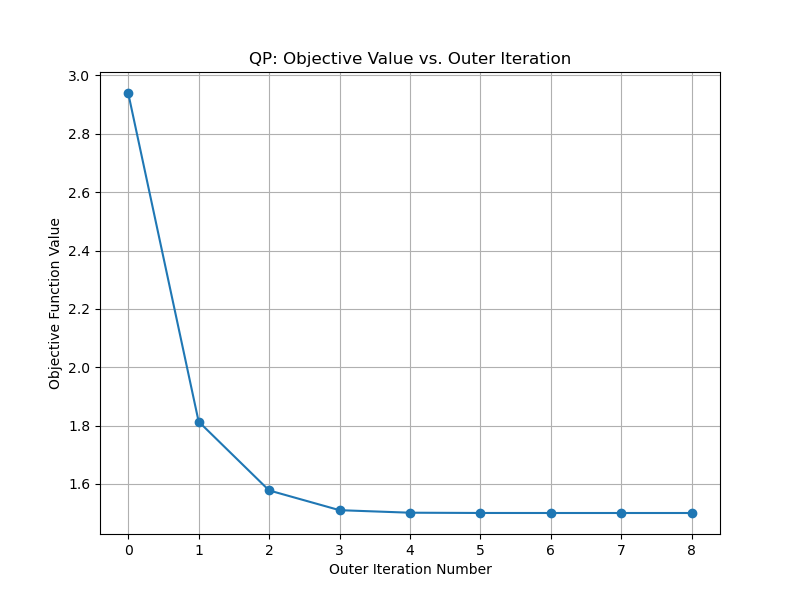 QP: Objective Value vs. Outer Iteration
3.0
2.8
2.6
2.4
2.2
2.0
1.8
1.6
Objective Function Value
0 1 2 3 4 5 6 7 8
Outer Iteration Number